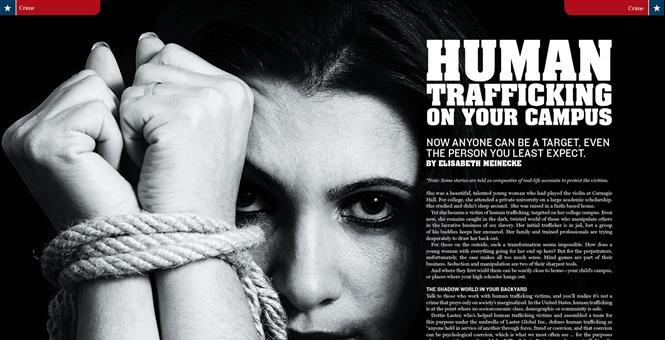 Crime
Crime
HUMAN
TRAFFICKING
ON YOUR CAMPUS
NOW ANYONE CAN BE A TARGET, EVEN
THE PERSON YOU LEAST EXPECT.
BY ELISABETH MEINECKE
*Note: Some stories are told as composites of real-life accounts to protect the victims.
She was a beautiful, talented young woman who had played the violin at Carnegie
Hall. For college, she attended a private university on a large academic scholarship.
She studied and didn't sleep around. She was raised in a faith-based home.
Yet she became a victim of human trafficking, targeted on her college campus. Even
now, she remains caught in the dark, twisted world of those who manipulate others
in the lucrative business of sex slavery. Her initial trafficker is in jail, but a group
of his buddies keeps her enslaved. Her family and trained professionals are trying
desperately to draw her back out.
For those on the outside, such a transformation seems impossible. How does a
young woman with everything going for her end up here? But for the perpetrators,
unfortunately, the case makes all too much sense. Mind games are part of their
business. Seduction and manipulation are two of their sharpest tools.
And where they first wield them can be scarily close to home—your child's campus,
or places where your high schooler hangs out.
THE SHADOW WORLD IN YOUR BACKYARD
Talk to those who work with human trafficking victims, and you'll realize it's not a
crime that preys only on society's marginalized. In the United States, human trafficking
is at the point where no socioeconomic class, demographic or community is safe.
Dottie Laster, who's helped human trafficking victims and assembled a team for
this purpose under the umbrella of Laster Global Inc., defines human trafficking as
"anyone held in service of another through force, fraud or coercion, and that coercion
can be psychological coercion, which is what we most often see ... for the purposes